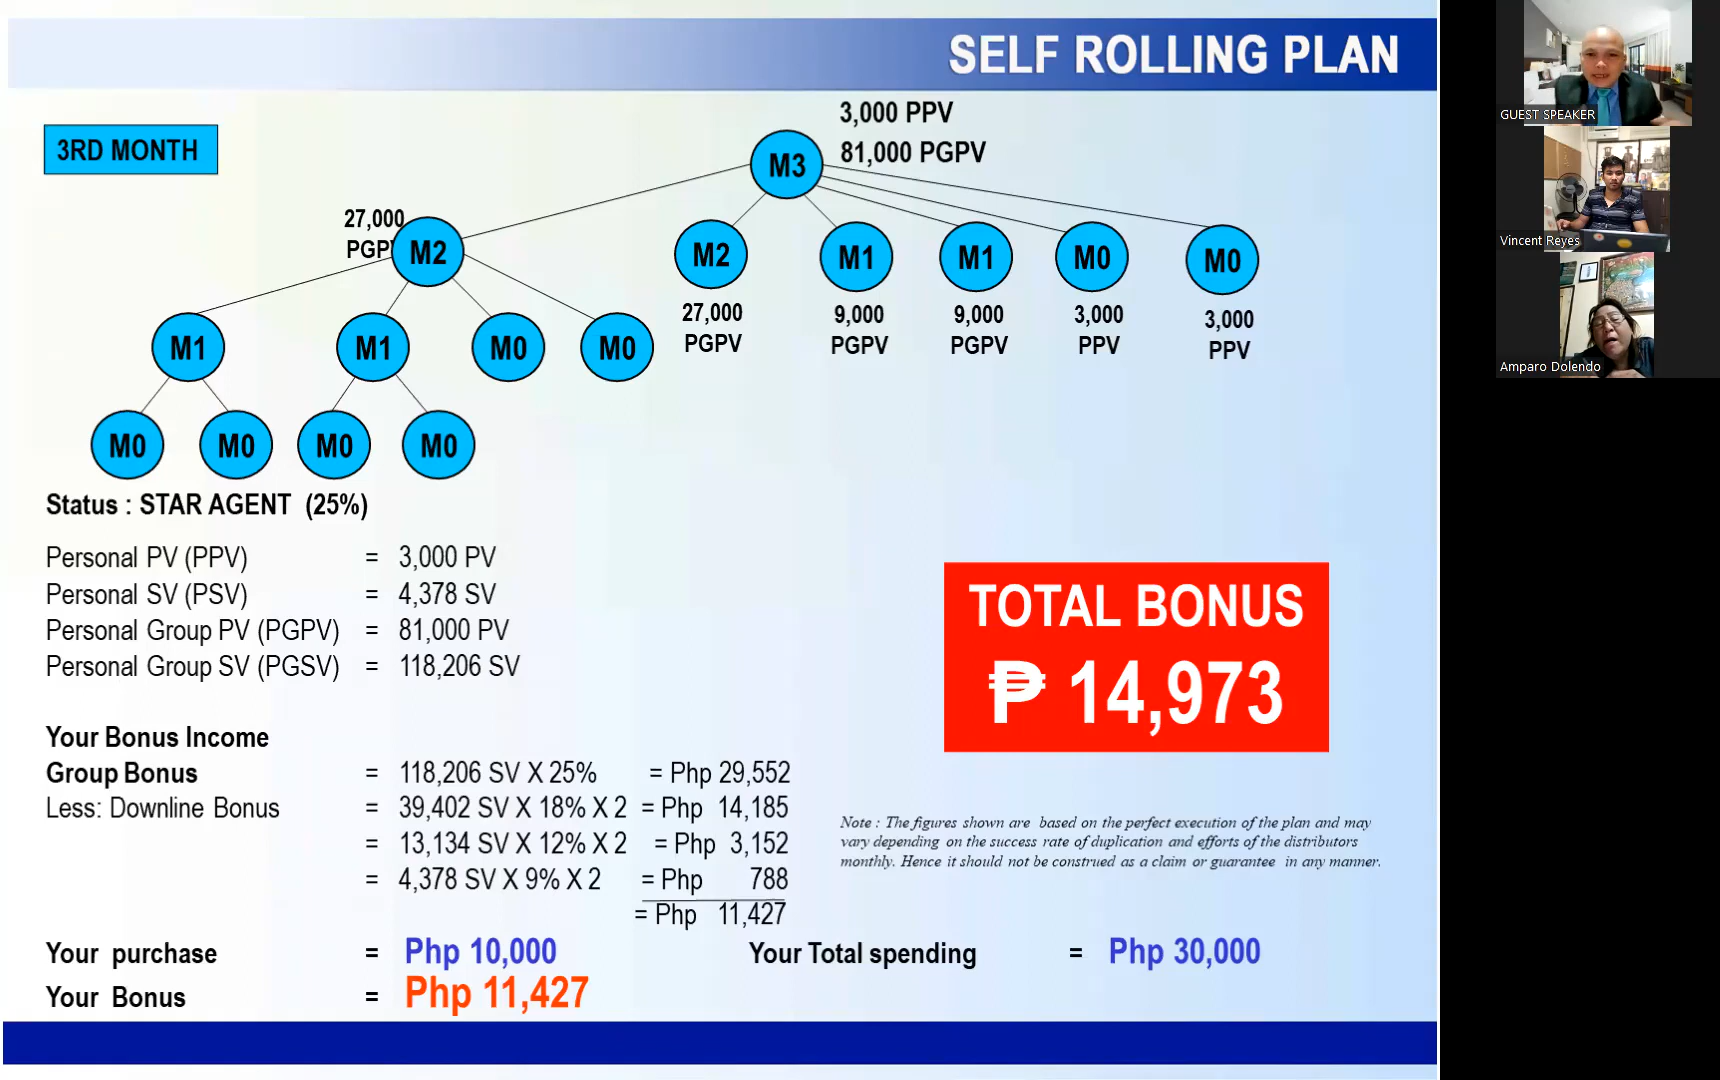 SELF ROLLING PLAN
3RD MONTH
3,000 PPV
81,000 PGPV
M3
27,000
PGPV
M2
M2
M1
M1
M0
M0
27,000
PGPV
9,000
PGPV
9,000
PGPV
3,000
PPV
3,000
PPV
M1
M1
M0
M0
M0
M0
M0
M0
Status : STAR AGENT (25%)
Personal PV (PPV) = 3,000 PV
Personal SV (PSV) = 4,378 SV
Personal Group PV (PGPV) = 81,000 PV
Personal Group SV (PGSV) = 118,206 SV
TOTAL BONUS
₱ 14,973
Your Bonus Income
Group Bonus = 118,206 SV X 25% = Php 29,552
Less: Downline Bonus = 39,402 SV X 18% X 2 = Php 14,185
= 13,134 SV X 12% X 2 = Php 3,152
= 4,378 SV X 9% X 2 = Php 788
= Php 11,427
Note : The figures shown are based on the perfect execution of the plan and may
vary depending on the success rate of duplication and efforts of the distributors
monthly. Hence it should not be construed as a claim or guarantee in any manner.
Your purchase = Php 10,000
Your Total spending = Php 30,000
Your Bonus = Php 11,427
GUEST SPEAKER
Vincent Reyes
Amparo Dolendo